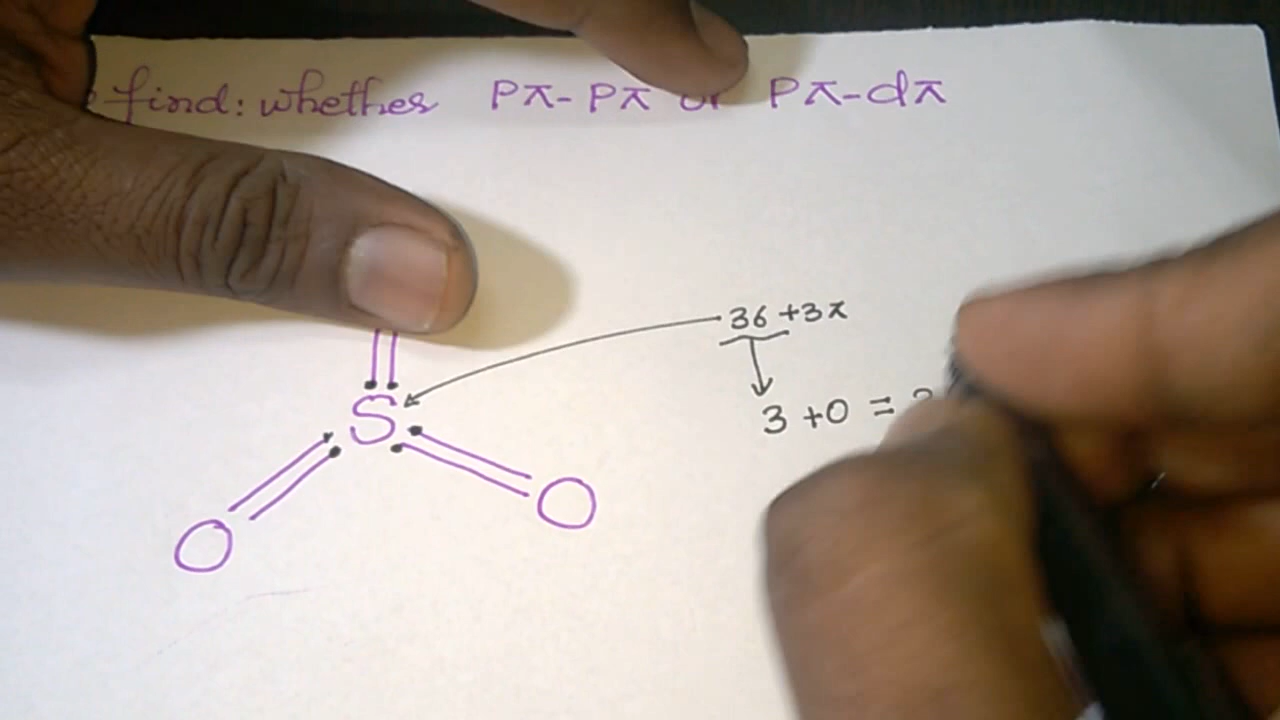 find: whether Pπ- Pπ or Pπ-dπ
36 +3π
3 +0 =
S
O O